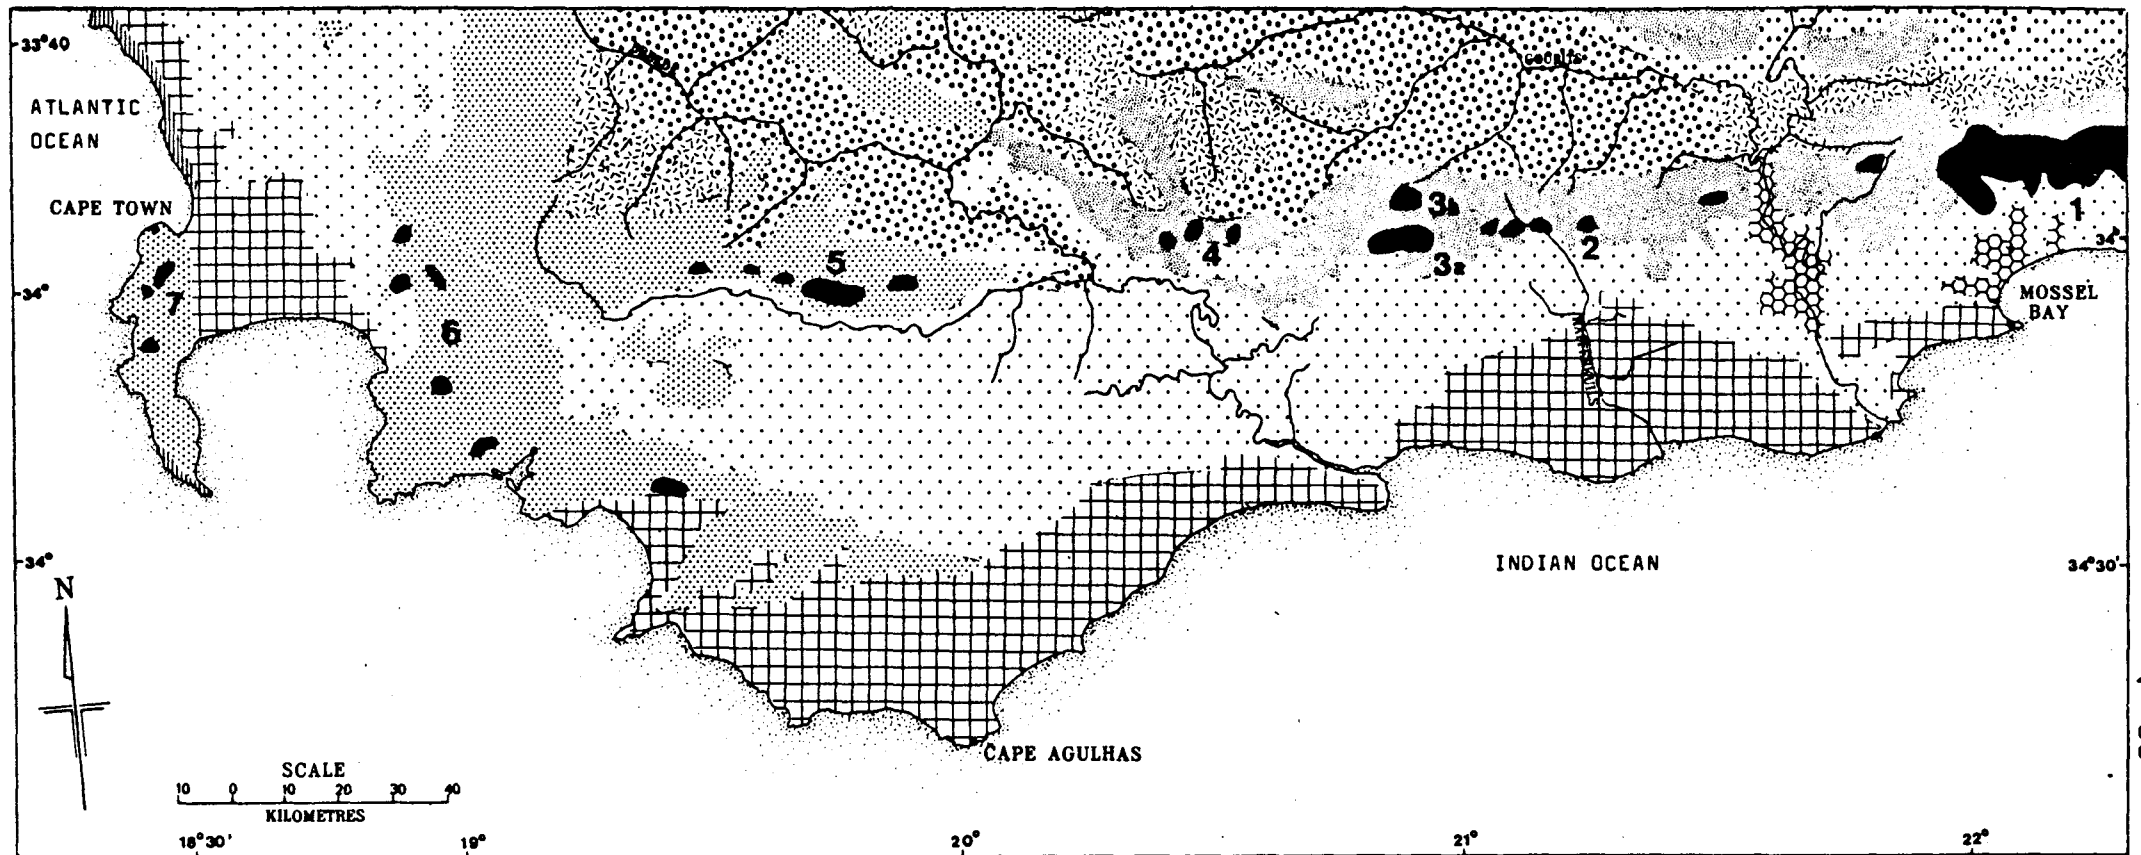 33°40
ATLANTIC
OCEAN
GOURITS
CAPE TOWN
1
3b
2
4
3a
34°
5
34°
7
6
MOSSEL
BAY
34°
INDIAN OCEAN
34°30'
N
CAPE AGULHAS
SCALE
10 0 10 20 30 40
KILOMETRES
18°30' 19° 20° 21° 22°